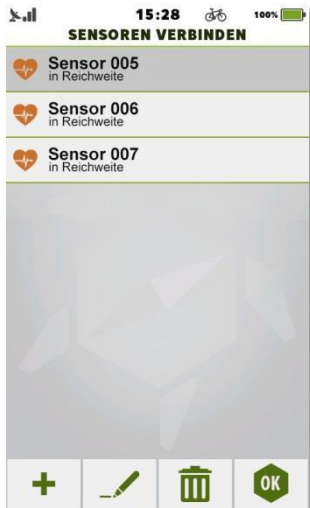 15:28 100%
SENSOREN VERBINDEN
Sensor 005
in Reichweite
Sensor 006
in Reichweite
Sensor 007
in Reichweite
OK